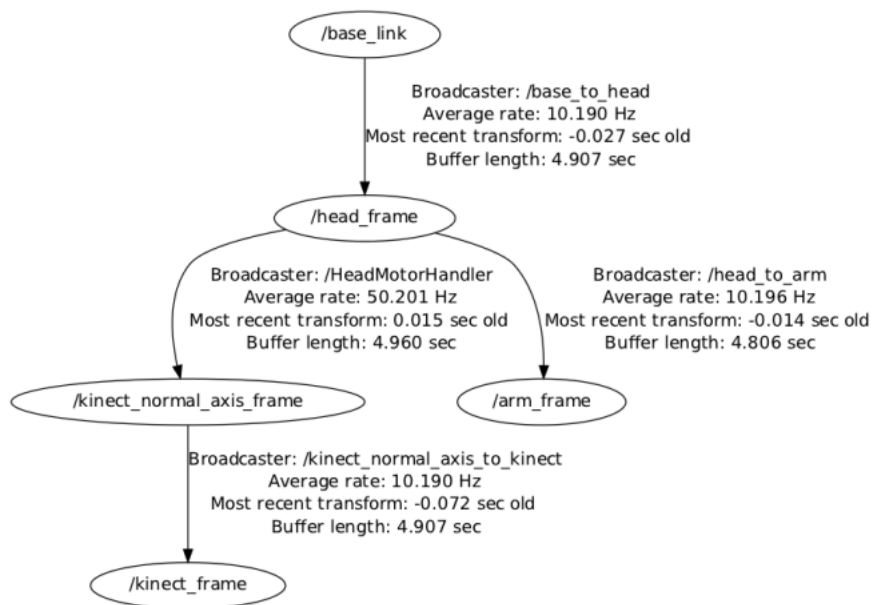 /base_link
Broadcaster: /base_to_head
Average rate: 10.190 Hz
Most recent transform: -0.027 sec old
Buffer length: 4.907 sec
/head_frame
Broadcaster: /HeadMotorHandler
Average rate: 50.201 Hz
Most recent transform: 0.015 sec old
Buffer length: 4.960 sec
Broadcaster: /head_to_arm
Average rate: 10.196 Hz
Most recent transform: -0.014 sec old
Buffer length: 4.806 sec
/kinect_normal_axis_frame
/arm_frame
Broadcaster: /kinect_normal_axis_to_kinect
Average rate: 10.190 Hz
Most recent transform: -0.072 sec old
Buffer length: 4.907 sec
/kinect_frame